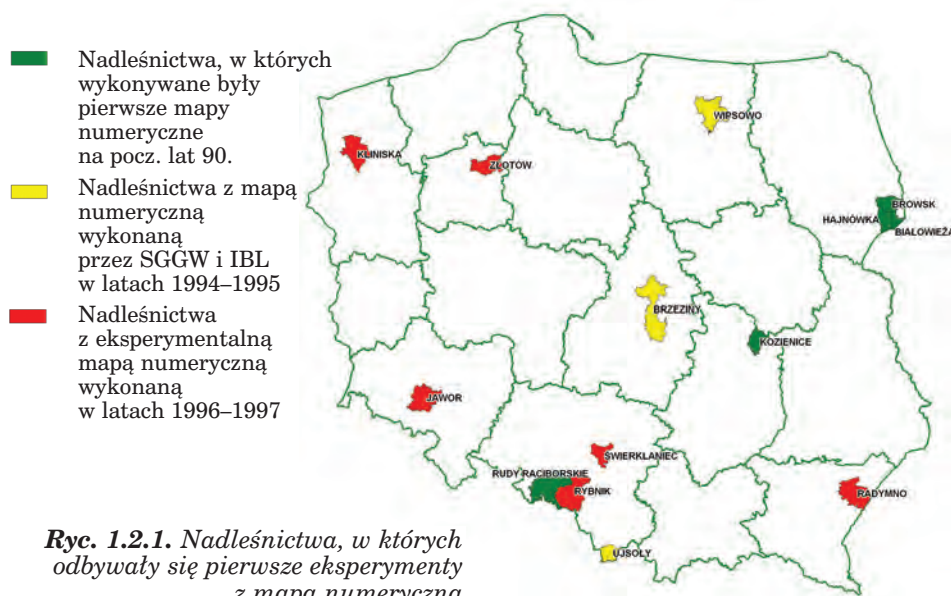 Nadleśnictwa, w których
wykonywane były
pierwsze mapy
numeryczne
na pocz. lat 90.
Nadleśnictwa z mapą
numeryczną
wykonaną
przez SGGW i IBL
w latach 1994–1995
Nadleśnictwa
z eksperymentalną
mapą numeryczną
wykonaną
w latach 1996–1997
WIPSOWO
KLINISKA
ZŁOTÓW
BROWSK
HAJNÓWKA
BIAŁOWIEŻA
BRZEZINY
KOZIENICE
JAWOR
ŚWIERKLANIEC
RUDY RACIBORSKIE
RYBNIK
RADYMNO
UJSOŁY
Ryc. 1.2.1. Nadleśnictwa, w których
odbywały się pierwsze eksperymenty
z mapą numeryczną